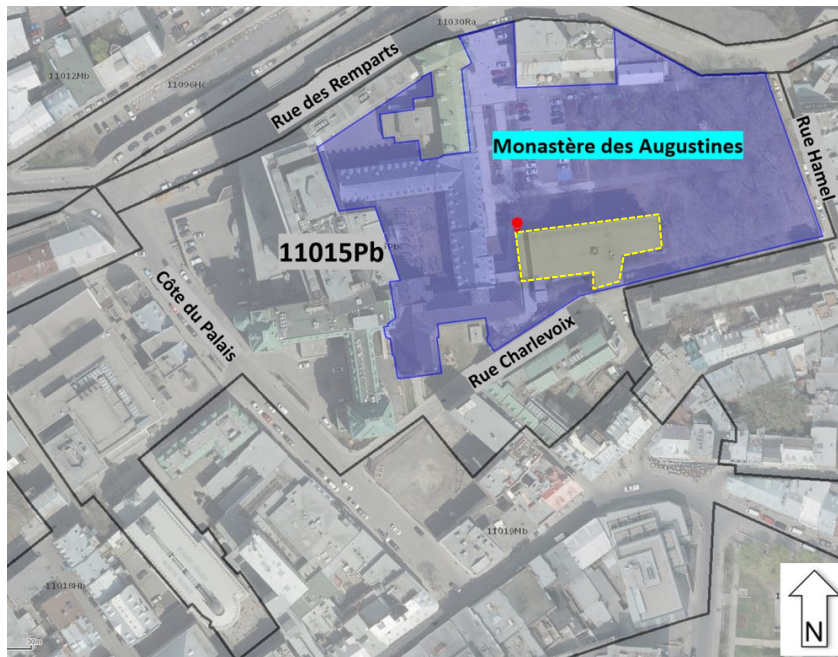 11030Ra
11012Mb
11096HC
Rue des Remparts
Rue Hamel
Monastère des Augustines
11015Pb
Côte du Palais
Rue Charlevoix
11019Mb
11018Hb
30m
N